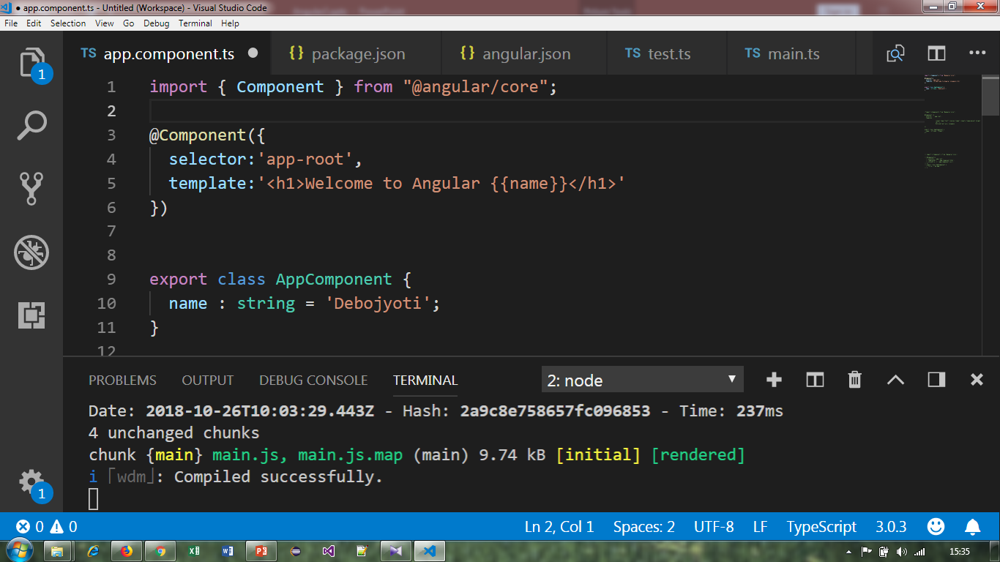 ● app.component.ts - Untitled (Workspace) - Visual Studio Code
File Edit Selection View Go Debug Terminal Help
TS app.component.ts ● {} package.json {} angular.json TS test.ts TS main.ts
1 import { Component } from "@angular/core";
2
3 @Component({
4 selector:'app-root',
5 template:'<h1>Welcome to Angular {{name}}</h1>'
6 })
7
8
9 export class AppComponent {
10 name : string = 'Debojyoti';
11 }
12
1
1
PROBLEMS OUTPUT DEBUG CONSOLE TERMINAL 2: node
Date: 2018-10-26T10:03:29.443Z - Hash: 2a9c8e758657fc096853 - Time: 237ms
4 unchanged chunks
chunk {main} main.js, main.js.map (main) 9.74 kB [initial] [rendered]
i ｢wdm｣: Compiled successfully.
0 0 Ln 2, Col 1 Spaces: 2 UTF-8 LF TypeScript 3.0.3
15:35